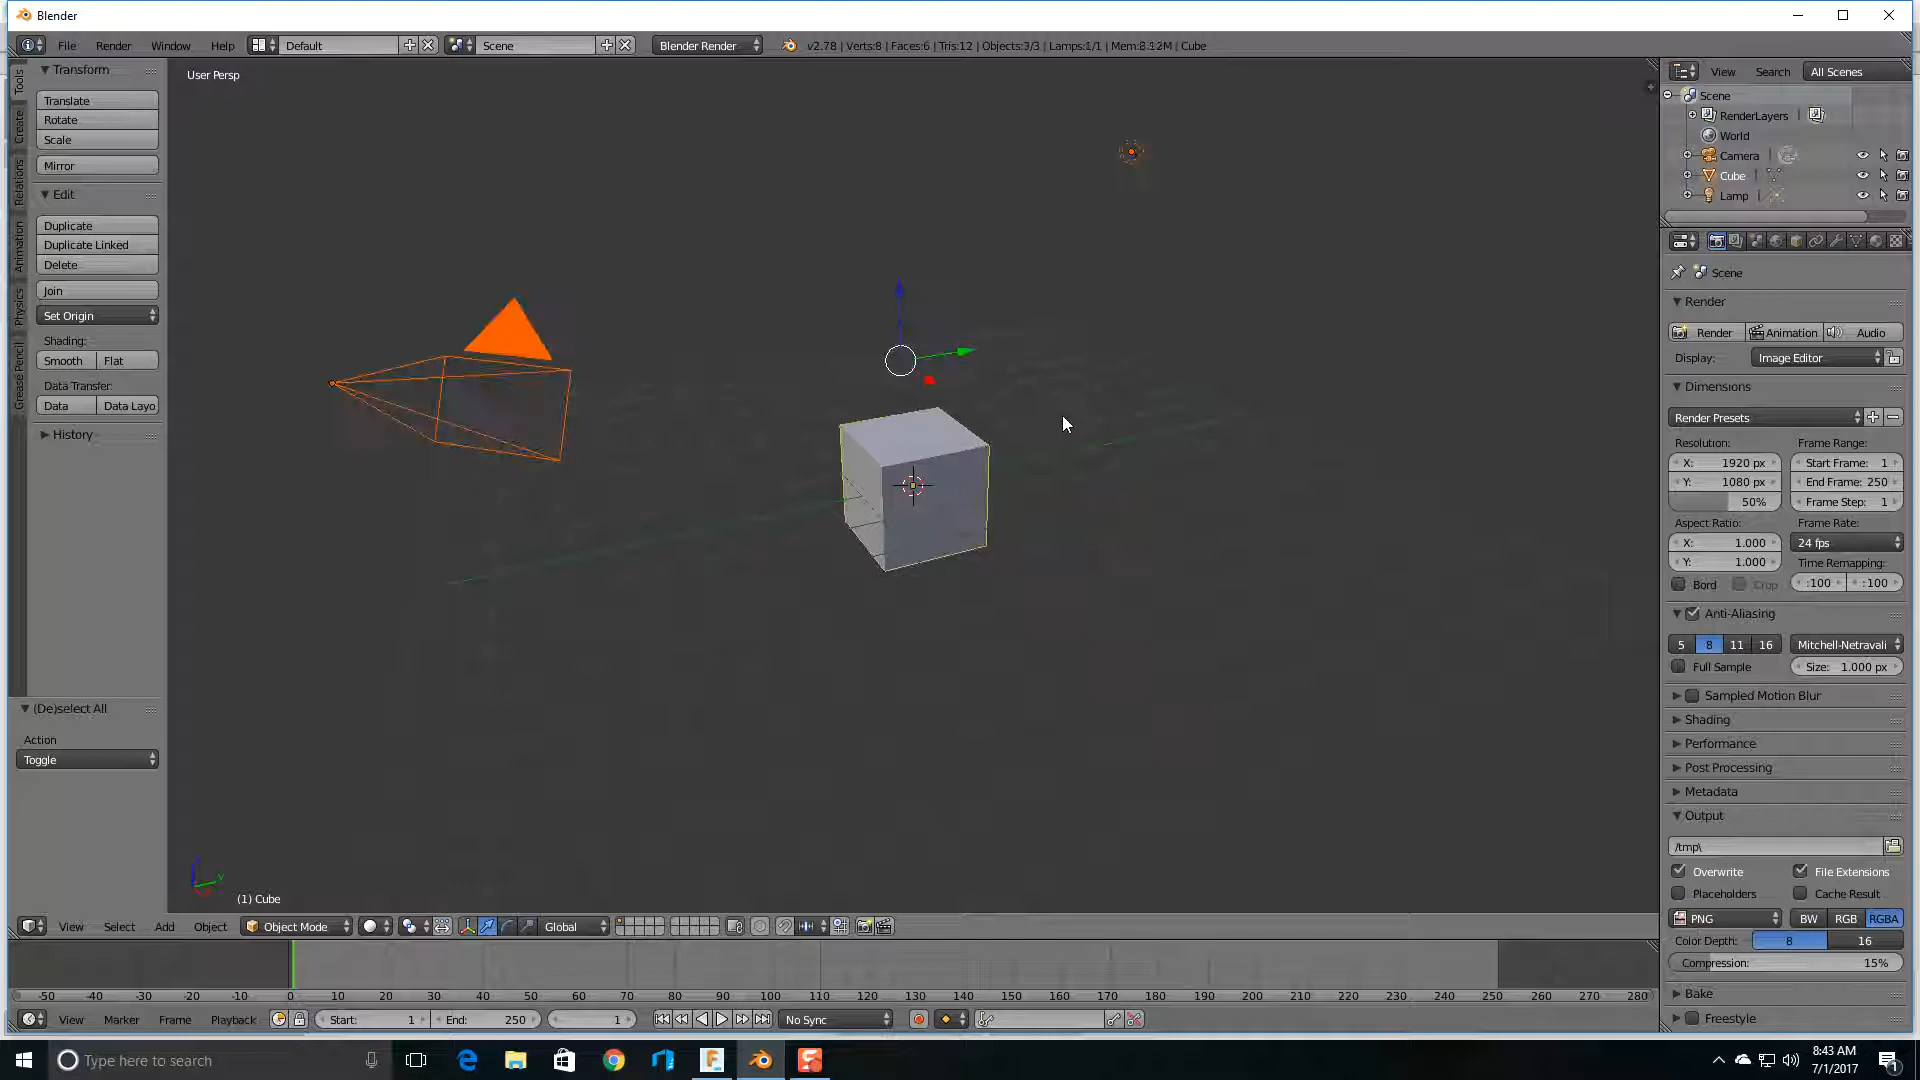 Blender
File Render Window Help Default Scene Blender Render v2.78 | Verts:8 | Faces:6 | Tris:12 | Objects:3/3 | Lamps:1/1 | Mem:8.92M | Cube
Tools
Create
Relations
Animation
Physics
Grease Pencil
Transform
Translate
Rotate
Scale
Mirror
Edit
Duplicate
Duplicate Linked
Delete
Join
Set Origin
Shading:
Smooth Flat
Data Transfer:
Data Data Layo
History
(De)select All
Action
Toggle
User Persp
(1) Cube
View Search All Scenes
Scene
RenderLayers
World
Camera
Cube
Lamp
Scene
Render
Render Animation Audio
Display: Image Editor
Dimensions
Render Presets
Resolution: Frame Range:
X: 1920 px Start Frame: 1
Y: 1080 px End Frame: 250
50% Frame Step: 1
Aspect Ratio: Frame Rate:
X: 1.000 24 fps
Y: 1.000 Time Remapping:
Bord Crop :100 :100
Anti-Aliasing
5 8 11 16 Mitchell-Netravali
Full Sample Size: 1.000 px
Sampled Motion Blur
Shading
Performance
Post Processing
Metadata
Output
/tmp\
Overwrite File Extensions
Placeholders Cache Result
PNG BW RGB RGBA
Color Depth: 8 16
Compression: 15%
Bake
Freestyle
View Select Add Object Object Mode Global
-50 -40 -30 -20 -10 0 10 20 30 40 50 60 70 80 90 100 110 120 130 140 150 160 170 180 190 200 210 220 230 240 250 260 270 280
View Marker Frame Playback Start: 1 End: 250 1 No Sync
Type here to search
8:43 AM
7/1/2017